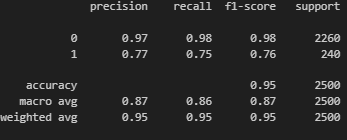 precision recall f1-score support
0 0.97 0.98 0.98 2260
1 0.77 0.75 0.76 240
accuracy 0.95 2500
macro avg 0.87 0.86 0.87 2500
weighted avg 0.95 0.95 0.95 2500